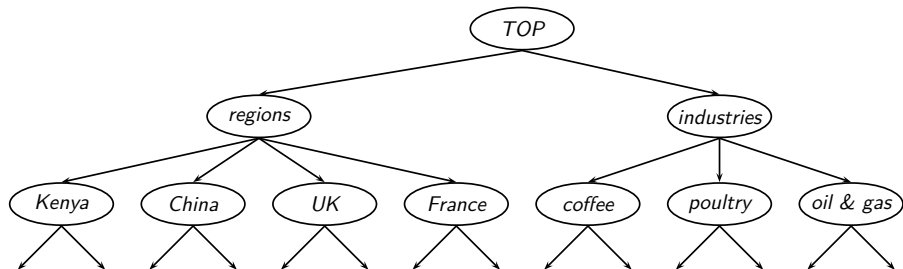 TOP
regions
industries
Kenya
China
UK
France
coffee
poultry
oil & gas